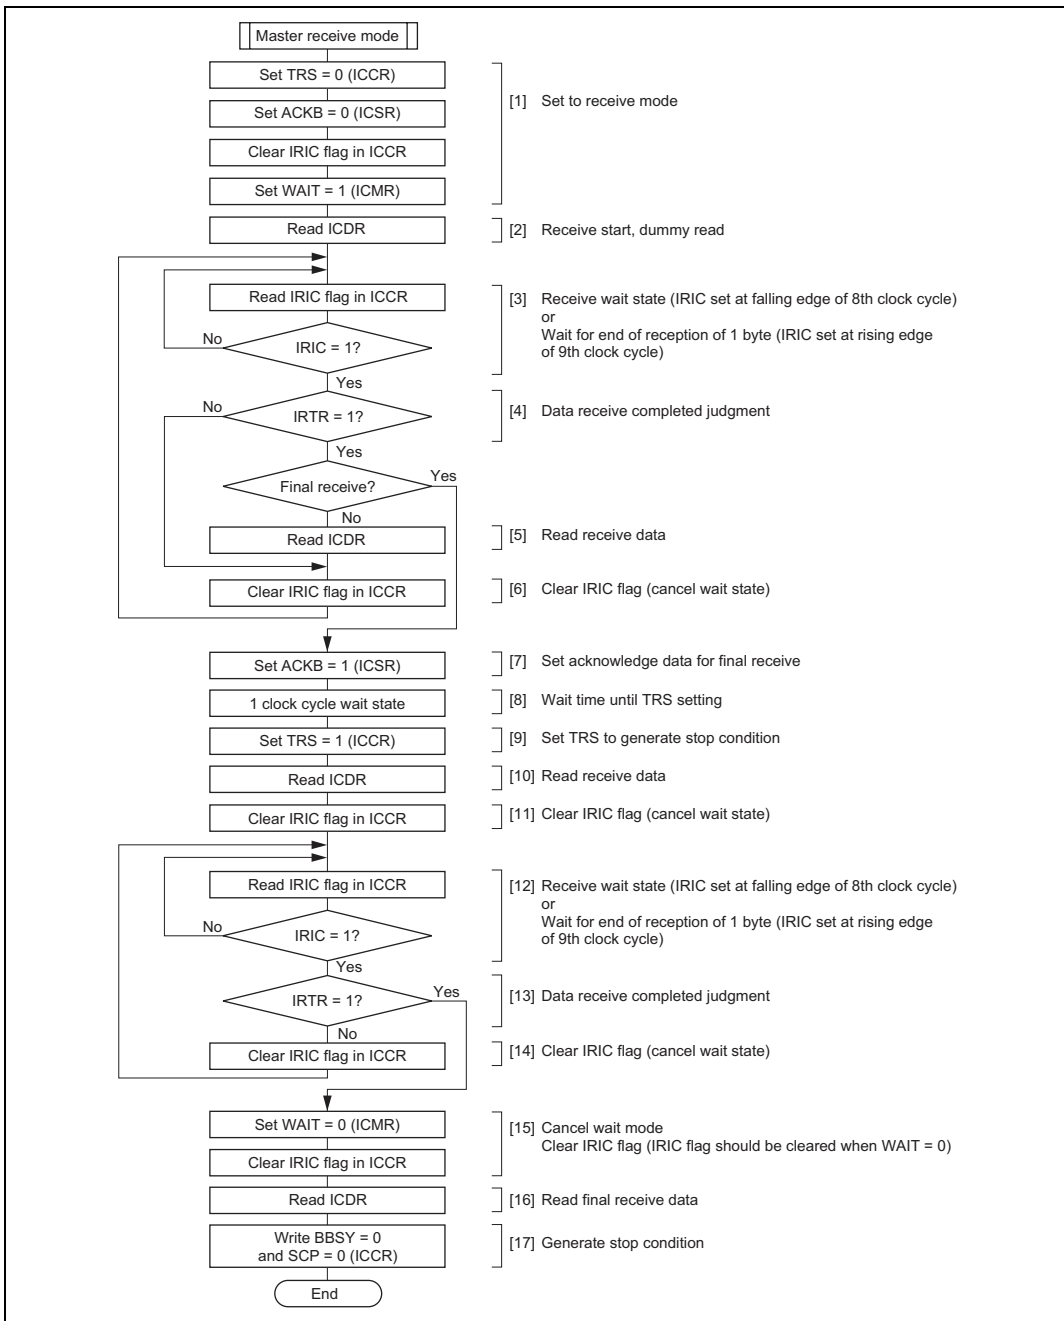 Master receive mode
Set TRS = 0 (ICCR)
[1] Set to receive mode
Set ACKB = 0 (ICSR)
Clear IRIC flag in ICCR
Set WAIT = 1 (ICMR)
Read ICDR
[2] Receive start, dummy read
Read IRIC flag in ICCR
[3] Receive wait state (IRIC set at falling edge of 8th clock cycle)
or
Wait for end of reception of 1 byte (IRIC set at rising edge
of 9th clock cycle)
No
IRIC = 1?
Yes
No
IRTR = 1?
[4] Data receive completed judgment
Yes
Final receive?
Yes
No
Read ICDR
[5] Read receive data
Clear IRIC flag in ICCR
[6] Clear IRIC flag (cancel wait state)
Set ACKB = 1 (ICSR)
[7] Set acknowledge data for final receive
1 clock cycle wait state
[8] Wait time until TRS setting
Set TRS = 1 (ICCR)
[9] Set TRS to generate stop condition
Read ICDR
[10] Read receive data
Clear IRIC flag in ICCR
[11] Clear IRIC flag (cancel wait state)
Read IRIC flag in ICCR
[12] Receive wait state (IRIC set at falling edge of 8th clock cycle)
or
Wait for end of reception of 1 byte (IRIC set at rising edge
of 9th clock cycle)
No
IRIC = 1?
Yes
IRTR = 1?
Yes
[13] Data receive completed judgment
No
Clear IRIC flag in ICCR
[14] Clear IRIC flag (cancel wait state)
Set WAIT = 0 (ICMR)
[15] Cancel wait mode
Clear IRIC flag (IRIC flag should be cleared when WAIT = 0)
Clear IRIC flag in ICCR
Read ICDR
[16] Read final receive data
Write BBSY = 0
and SCP = 0 (ICCR)
[17] Generate stop condition
End